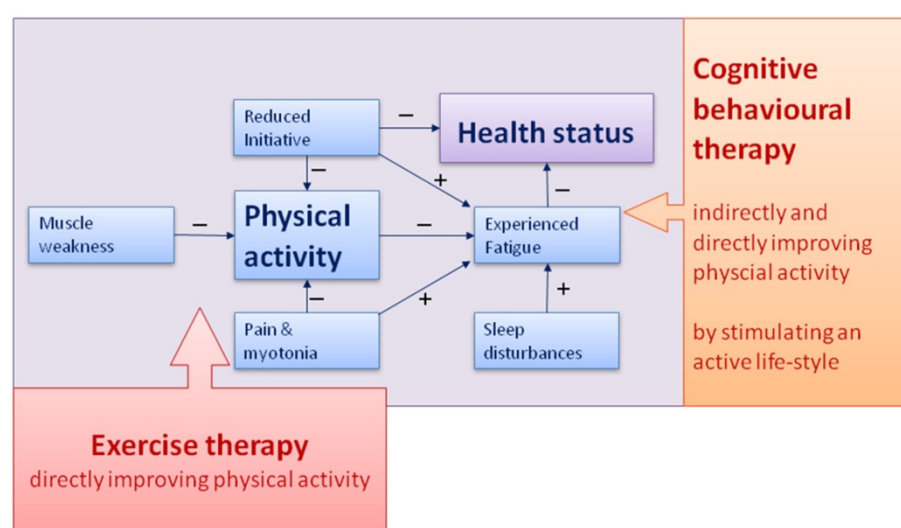 Reduced
Initiative
–
Health status
–
+
–
Muscle
weakness
–
Physical
activity
–
Experienced
Fatigue
–
+
+
Pain &
myotonia
Sleep
disturbances
Cognitive
behavioural
therapy
indirectly and
directly improving
physcial activity
by stimulating an
active life-style
Exercise therapy
directly improving physical activity